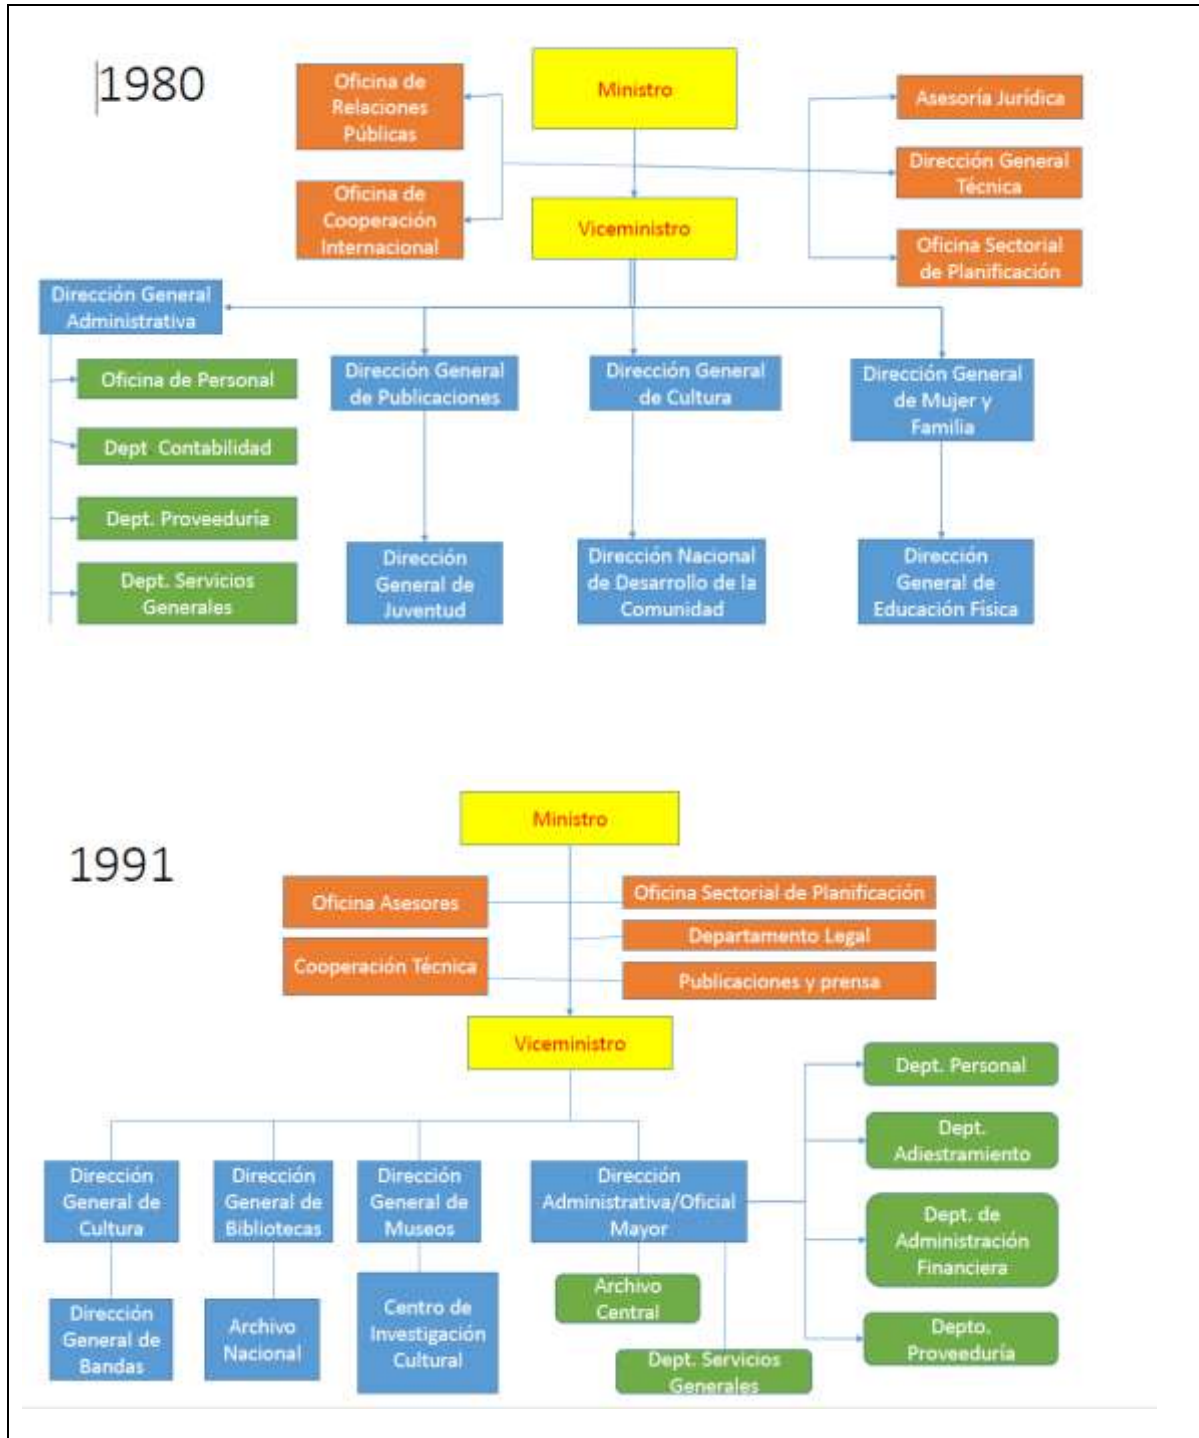 1980
Oficina de
Relaciones
Públicas
Ministro
Asesoría Jurídica
Dirección General
Técnica
Oficina de
Cooperación
Internacional
Viceministro
Oficina Sectorial
de Planificación
Dirección General
Administrativa
Oficina de Personal
Dept. Contabilidad
Dept. Proveeduría
Dept. Servicios
Generales
Dirección General
de Publicaciones
Dirección General
de Cultura
Dirección General
de Mujer y
Familia
Dirección
General de
Juventud
Dirección Nacional
de Desarrollo de la
Comunidad
Dirección
General de
Educación Física
1991
Ministro
Oficina Asesores
Oficina Sectorial de Planificación
Departamento Legal
Cooperación Técnica
Publicaciones y prensa
Viceministro
Dirección
General de
Cultura
Dirección
General de
Bibliotecas
Dirección
General de
Museos
Dirección
Administrativa/Oficial
Mayor
Dept. Personal
Dept.
Adiestramiento
Dept. de
Administración
Financiera
Depto.
Proveeduría
Dirección
General de
Bandas
Archivo
Nacional
Centro de
Investigación
Cultural
Archivo
Central
Dept. Servicios
Generales